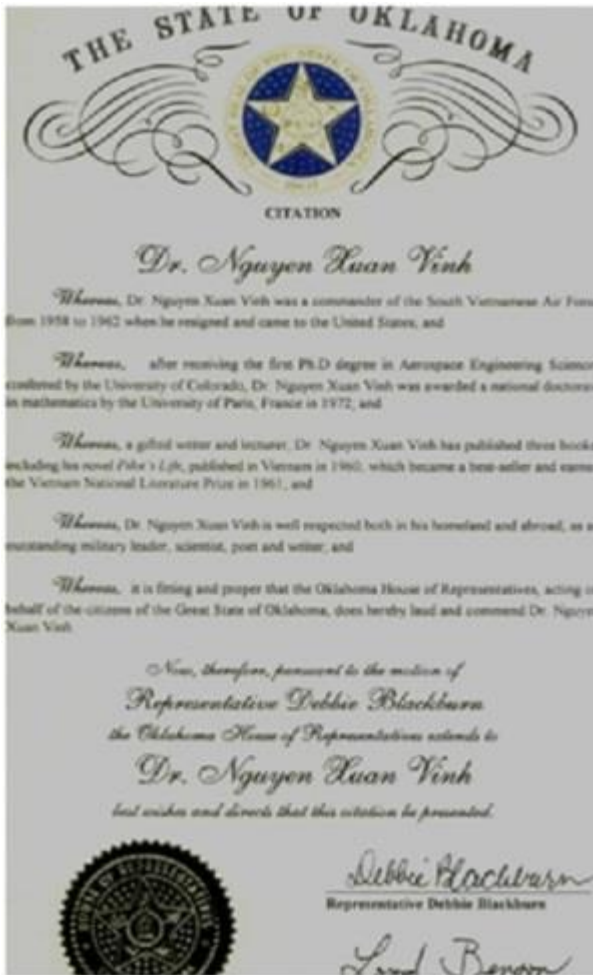 THE STATE OF OKLAHOMA
CITATION
Dr. Nguyen Xuan Vinh
Whereas, Dr. Nguyen Xuan Vinh was a commander of the South Vietnamese Air Forc
from 1958 to 1962 when he resigned and came to the United States; and
Whereas, after receiving the first Ph.D degree in Aerospace Engineering Science
conferred by the University of Colorado, Dr. Nguyen Xuan Vinh was awarded a national doctorat
in mathematics by the University of Paris, France in 1972; and
Whereas, a gifted writer and lecturer, Dr. Nguyen Xuan Vinh has published three books
including his novel Pilot's Life, published in Vietnam in 1960, which became a best-seller and earne
the Vietnam National Literature Prize in 1961; and
Whereas, Dr. Nguyen Xuan Vinh is well respected both in his homeland and abroad, as a
outstanding military leader, scientist, poet and writer; and
Whereas, it is fitting and proper that the Oklahoma House of Representatives, acting o
behalf of the citizens of the Great State of Oklahoma, does hereby laud and commend Dr. Nguye
Xuan Vinh.
Now, therefore, pursuant to the motion of
Representative Debbie Blackburn
the Oklahoma House of Representatives extends to
Dr. Nguyen Xuan Vinh
best wishes and directs that this citation be presented.
HOUSE OF REPRESENTATIVES
Debbie Blackburn
Representative Debbie Blackburn
Benson